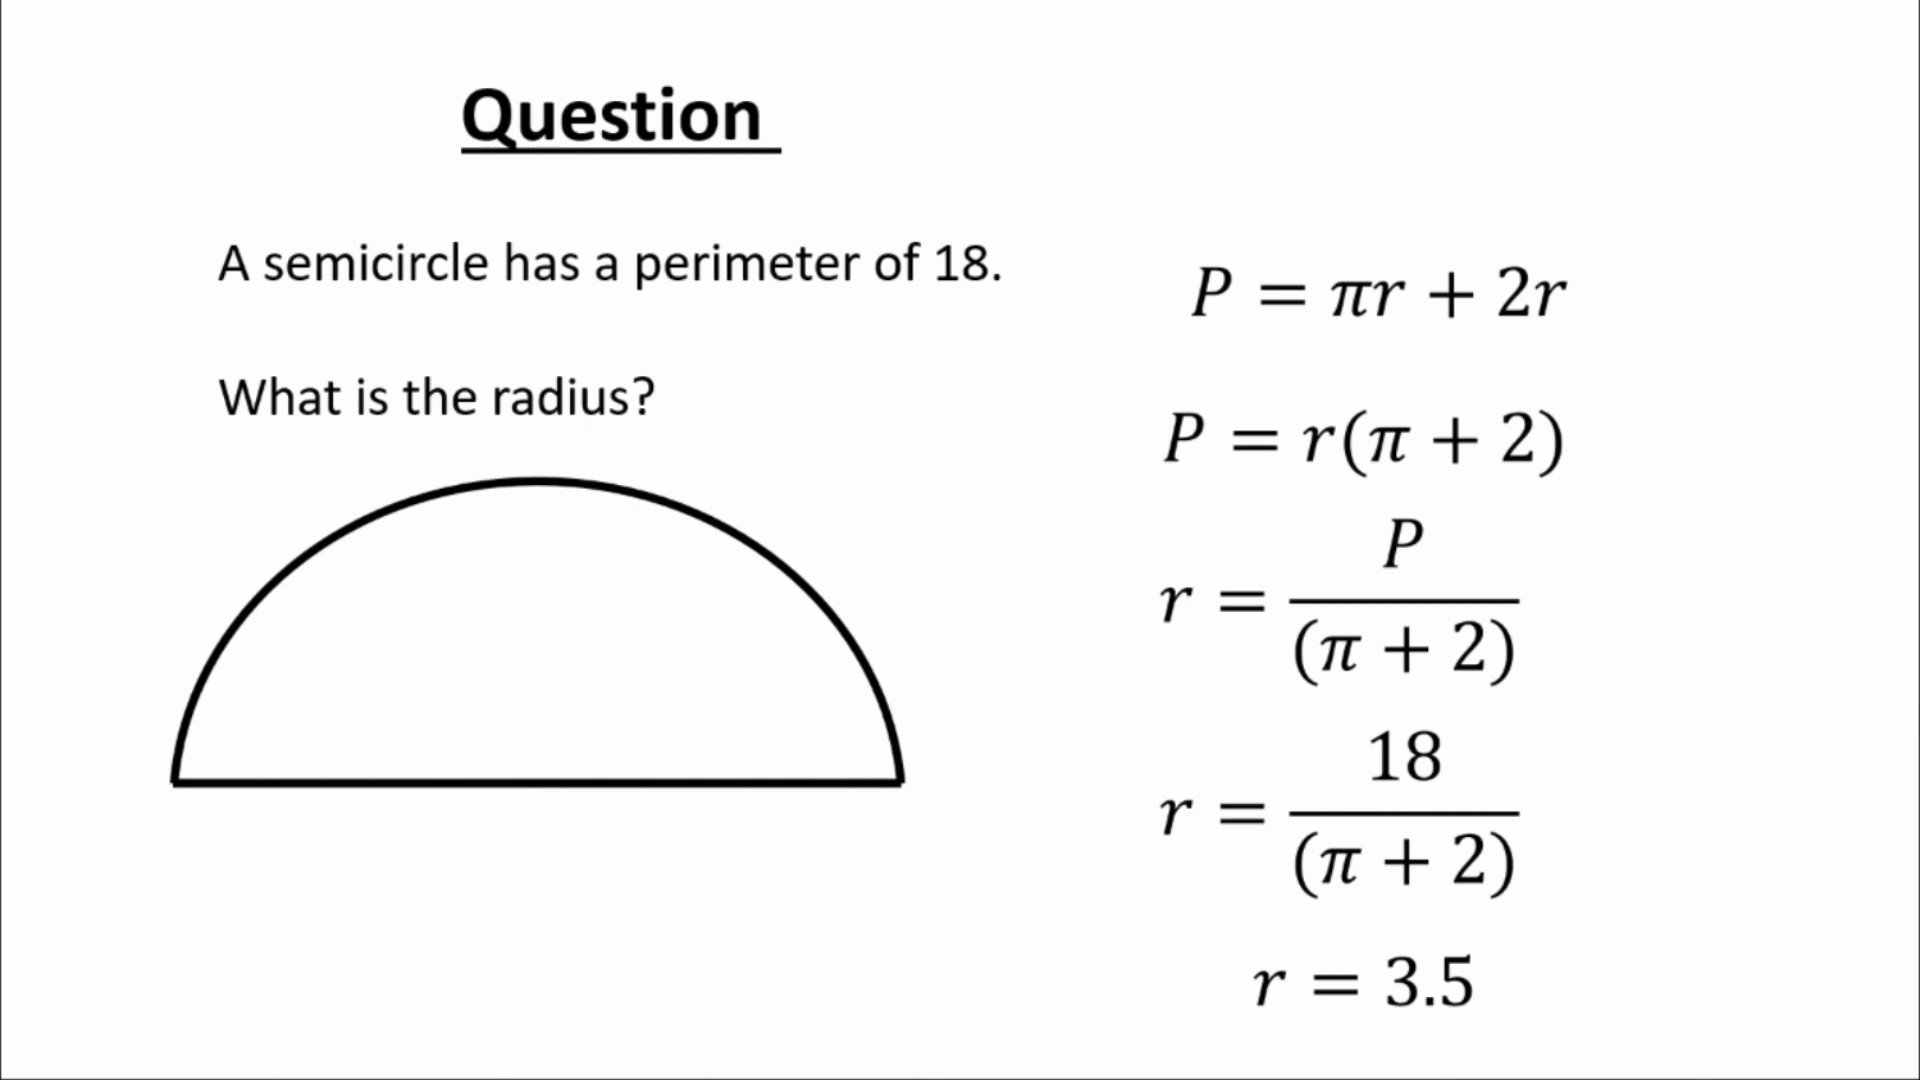 Question
A semicircle has a perimeter of 18.
What is the radius?
P = πr + 2r
P = r(π + 2)
r = P / (π + 2)
r = 18 / (π + 2)
r = 3.5